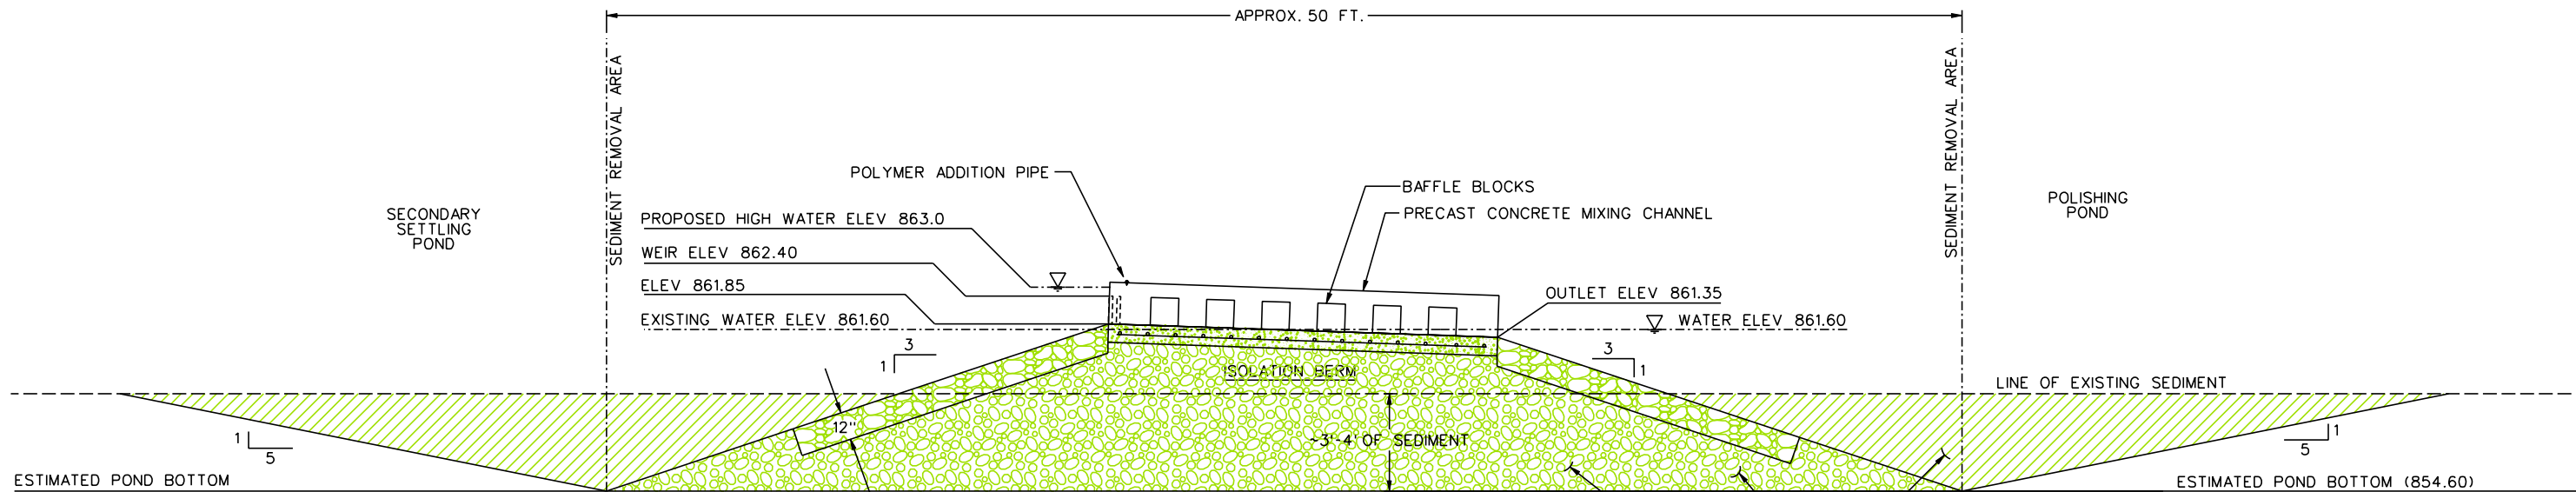 APPROX. 50 FT.
SEDIMENT REMOVAL AREA
SEDIMENT REMOVAL AREA
POLYMER ADDITION PIPE
BAFFLE BLOCKS
PRECAST CONCRETE MIXING CHANNEL
SECONDARY
SETTLING
POND
POLISHING
POND
PROPOSED HIGH WATER ELEV 863.0
WEIR ELEV 862.40
ELEV 861.85
EXISTING WATER ELEV 861.60
OUTLET ELEV 861.35
WATER ELEV 861.60
3
1
3
1
ISOLATION BERM
LINE OF EXISTING SEDIMENT
12"
~3'-4' OF SEDIMENT
1
5
1
5
ESTIMATED POND BOTTOM
ESTIMATED POND BOTTOM (854.60)